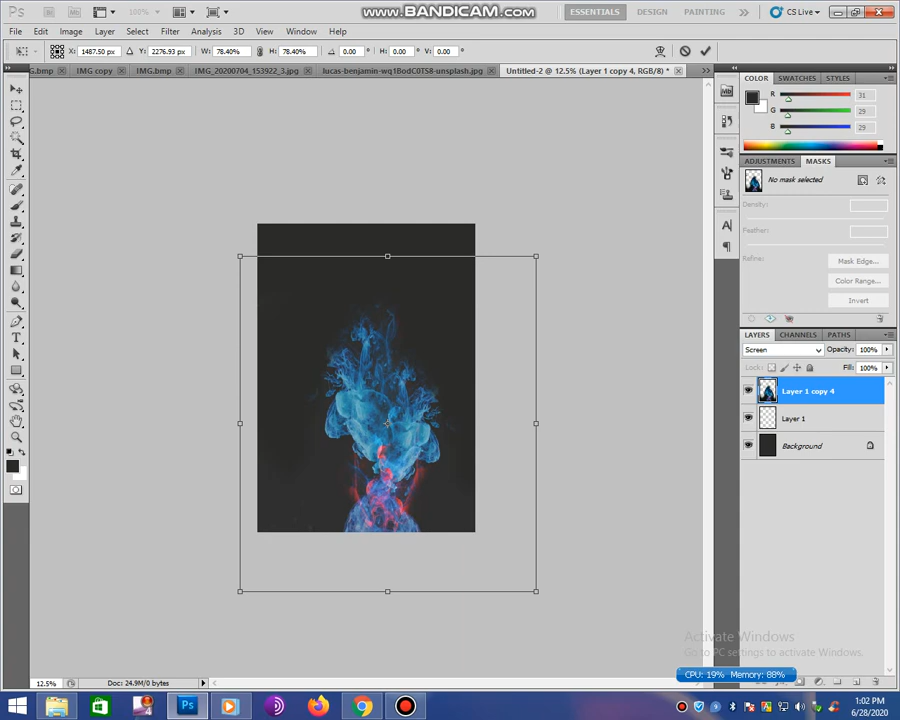 Ps
Mb
100%
WWW.BANDICAM.COM
ESSENTIALS
DESIGN
PAINTING
CS Live
File Edit Image Layer Select Filter Analysis 3D View Window Help
X: 1487.50 px Y: 2276.93 px W: 78.40% H: 78.40% 0.00 ° H: 0.00 ° V: 0.00 °
IMG.bmp
IMG copy
IMG.bmp
IMG_20200704_153922_3.jpg
lucas-benjamin-wq1BodC0TS8-unsplash.jpg
Untitled-2 @ 12.5% (Layer 1 copy 4, RGB/8) *
COLOR SWATCHES STYLES
R 31
G 29
B 29
ADJUSTMENTS MASKS
No mask selected
Density:
Feather:
Refine:
Mask Edge...
Color Range...
Invert
LAYERS CHANNELS PATHS
Screen Opacity: 100%
Lock: Fill: 100%
Layer 1 copy 4
Layer 1
Background
Activate Windows
Go to PC settings to activate Windows.
CPU: 19% Memory: 88%
12.5% Doc: 24.9M/0 bytes
Ps
1:02 PM
6/28/2020